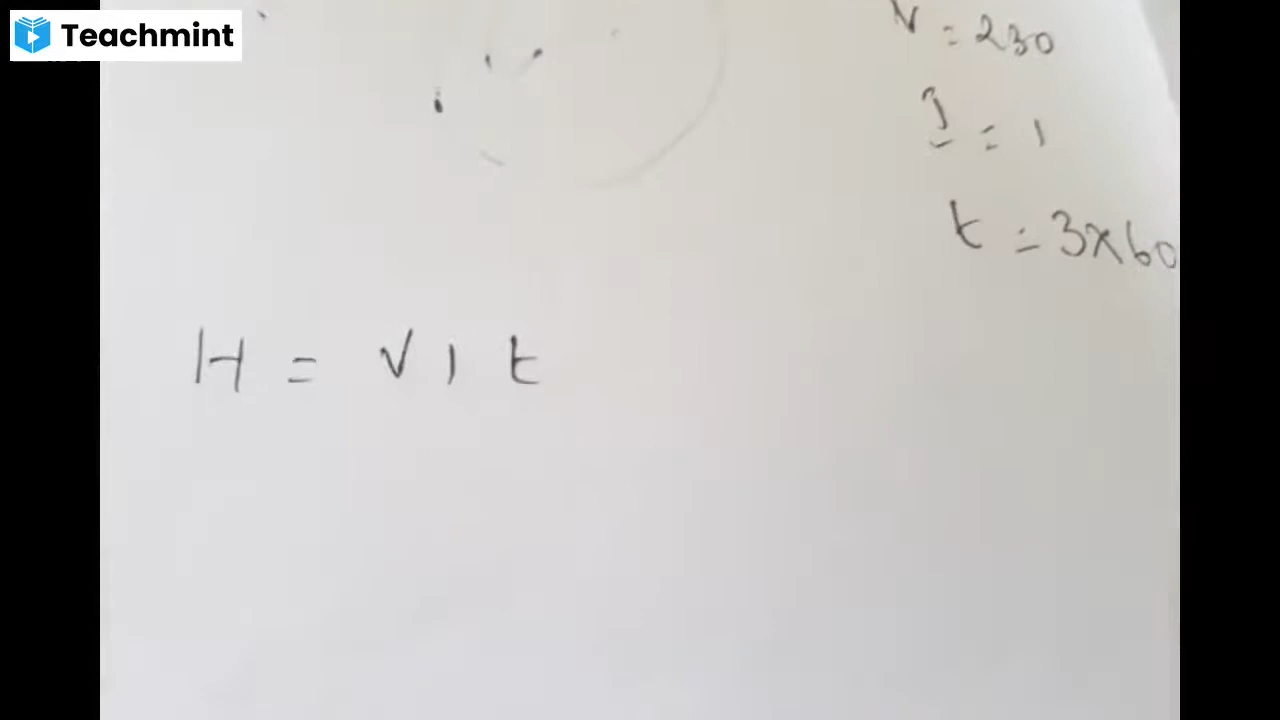 Teachmint
V = 230
I = 1
t = 3x60
H = V I t